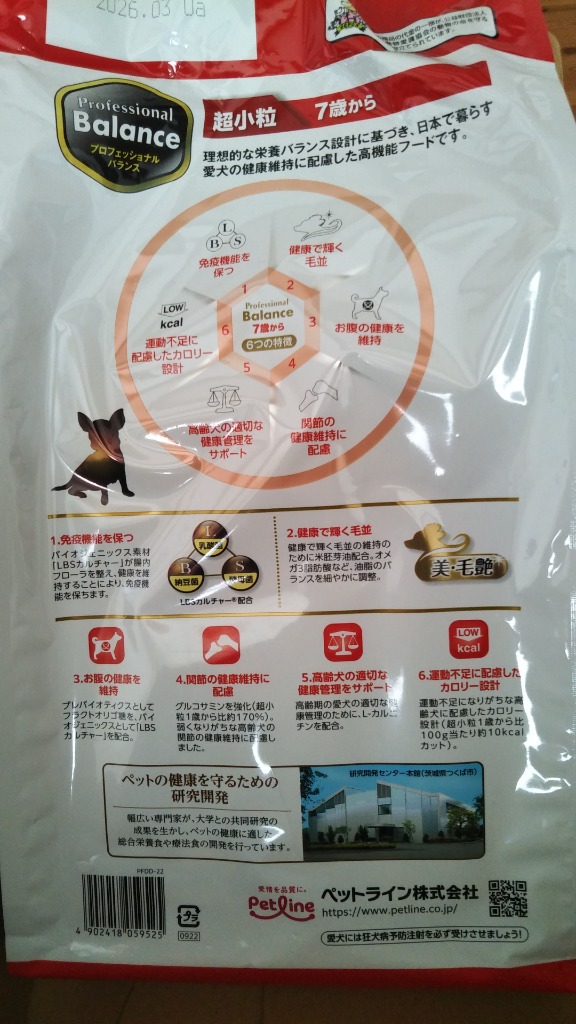 2026.03
Professional
Balance
プロフェッショナル
バランス
超小粒 7歳から
理想的な栄養バランス設計に基づき、日本で暮らす
愛犬の健康維持に配慮した高機能フードです。
L
B S
免疫機能を
保つ
健康で輝く
毛並
お腹の健康を
維持
関節の
健康維持に
配慮
高齢犬の適切な
健康管理を
サポート
LOW
kcal
運動不足に
配慮したカロリー
設計
1
2
3
4
5
6
Professional
Balance
7歳から
6つの特徴
1.免疫機能を保つ
バイオジェニックス素材
「LBSカルチャー」が腸内
フローラを整え、健康を維
持することにより、免疫機
能を保ちます。
L
乳酸菌
B
納豆菌
S
酵母菌
LBSカルチャー®配合
2.健康で輝く毛並
健康で輝く毛並の維持の
ために米胚芽油配合。オメ
ガ3脂肪酸など、油脂のバ
ランスを細やかに調整。
美・毛艶
3.お腹の健康を
維持
プレバイオティクスとして
フラクトオリゴ糖を、バイ
オジェニックスとして「LBS
カルチャー」を配合。
4.関節の健康維持に
配慮
グルコサミンを強化(超小
粒1歳から比約170%)。
弱くなりがちな高齢犬の
関節の健康維持に配慮し
ました。
5.高齢犬の適切な
健康管理をサポート
高齢期の愛犬の適切な健
康管理のために、L-カルニ
チンを配合。
LOW
kcal
6.運動不足に配慮した
カロリー設計
運動不足になりがちな高
齢犬に配慮したカロリー
設計(超小粒1歳から比
100g当たり約10kcal
カット)。
ペットの健康を守るための
研究開発
幅広い専門家が、大学との共同研究の
成果を生かし、ペットの健康に適した
総合栄養食や療法食の開発を行っています。
研究開発センター本館(茨城県つくば市)
PFDD-22
4 902418 059525
プラ
0922
愛情を品質に。
Petline
ペットライン株式会社
https://www.petline.co.jp/
愛犬には狂犬病予防注射を必ず受けさせましょう!